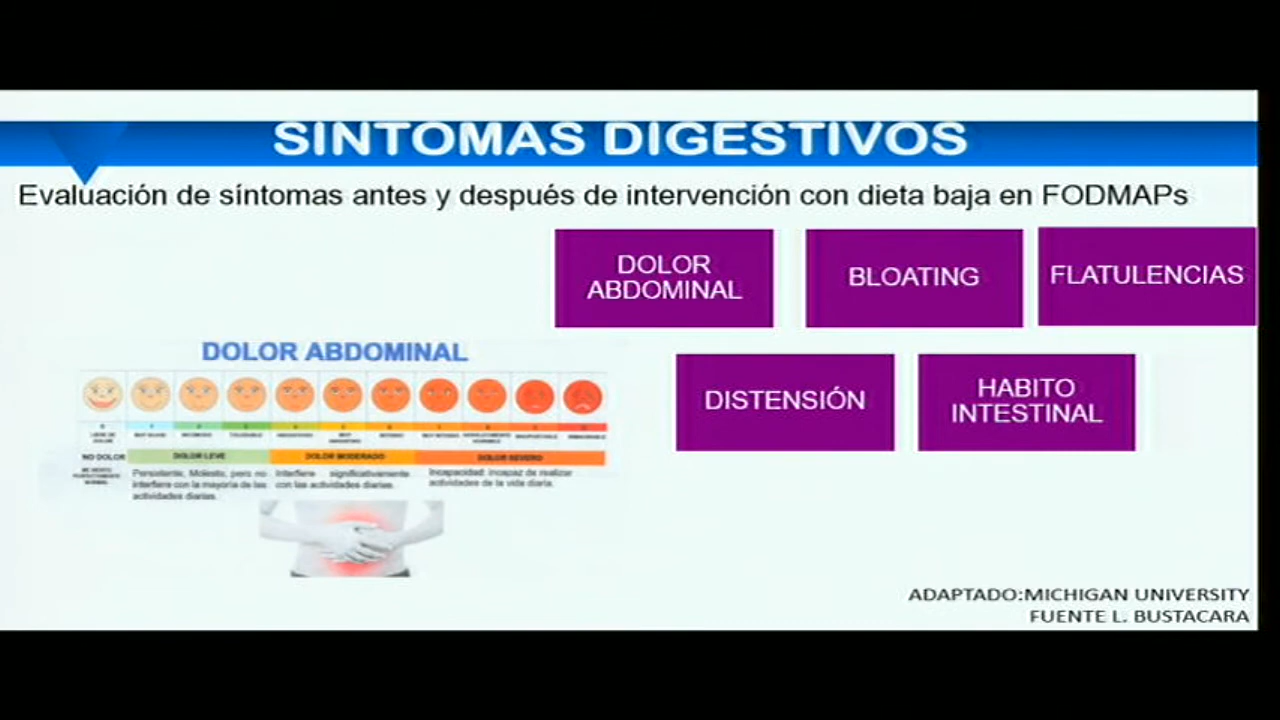 SINTOMAS DIGESTIVOS
Evaluación de síntomas antes y después de intervención con dieta baja en FODMAPs
DOLOR
ABDOMINAL
BLOATING
FLATULENCIAS
DISTENSIÓN
HABITO
INTESTINAL
DOLOR ABDOMINAL
NO DOLOR
DOLOR LEVE
DOLOR MODERADO
DOLOR SEVERO
Persistente, Molesto, pero no
interfiere con la mayoría de las
actividades diarias.
Interfiere significativamente
con las actividades diarias.
Incapacidad: incapaz de realizar
actividades de la vida diaria.
ADAPTADO:MICHIGAN UNIVERSITY
FUENTE L. BUSTACARA